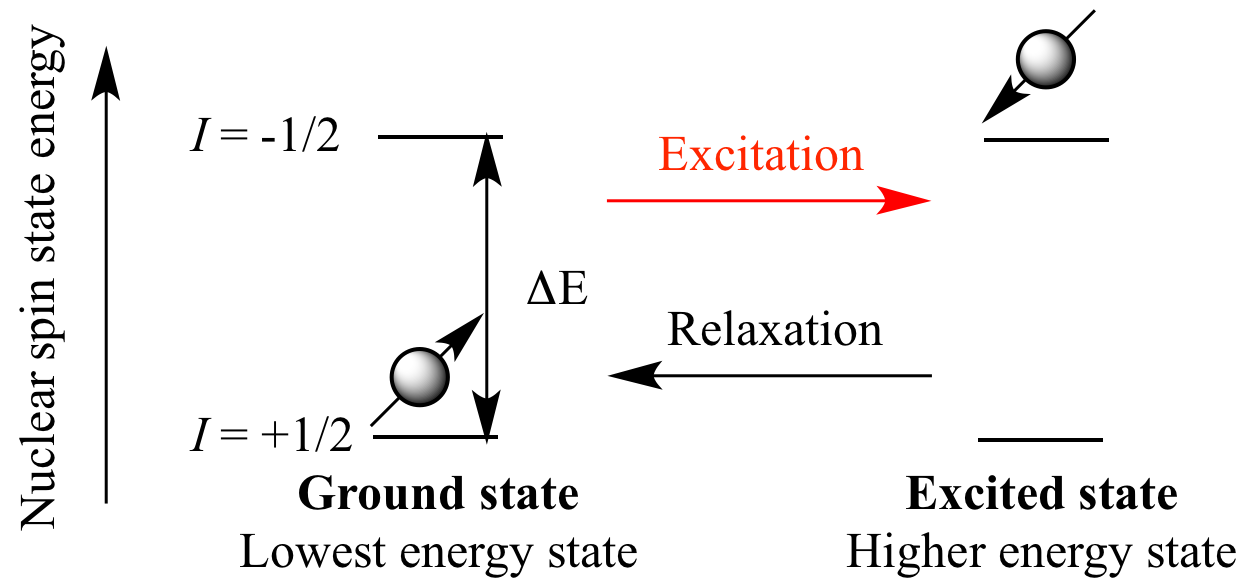 Nuclear spin state energy
I = -1/2
Excitation
ΔE
Relaxation
I = +1/2
Ground state
Lowest energy state
Excited state
Higher energy state